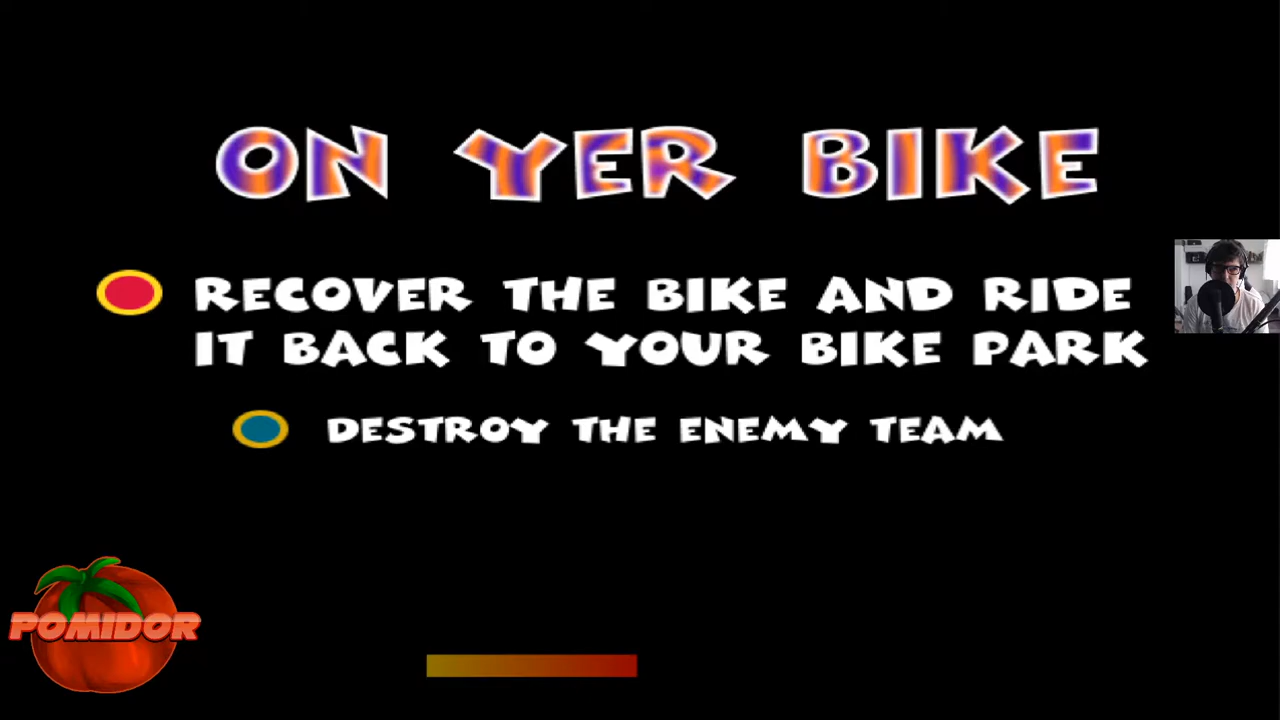 ON YER BIKE
RECOVER THE BIKE AND RIDE
IT BACK TO YOUR BIKE PARK
DESTROY THE ENEMY TEAM
POMIDOR